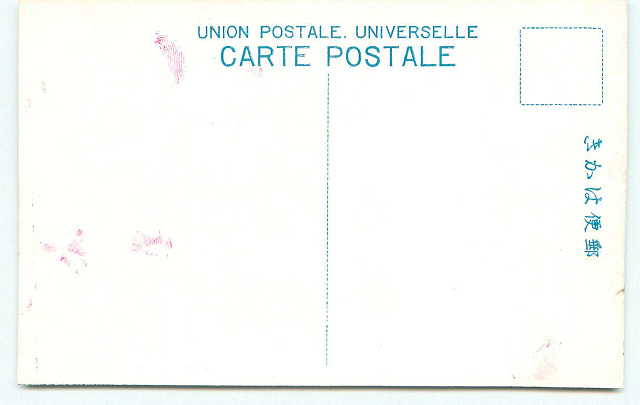 UNION POSTALE. UNIVERSELLE
CARTE POSTALE
郵便はかき